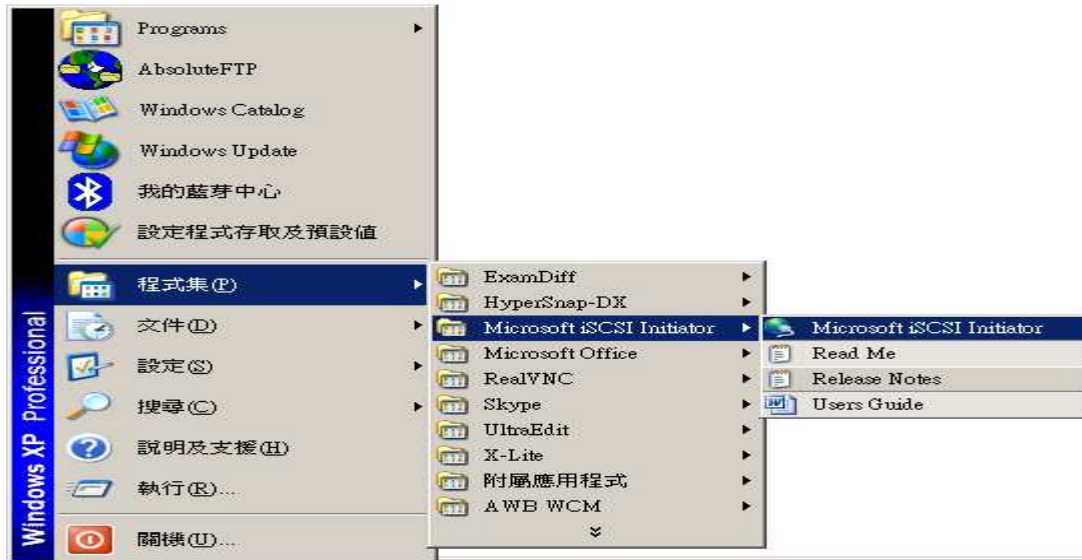 Windows XP Professional
Programs
AbsoluteFTP
Windows Catalog
Windows Update
我的藍芽中心
設定程式存取及預設值
程式集(P)
文件(D)
設定(S)
搜尋(C)
說明及支援(H)
執行(R)...
關機(U)...
ExamDiff
HyperSnap-DX
Microsoft iSCSI Initiator
Microsoft Office
RealVNC
Skype
UltraEdit
X-Lite
附屬應用程式
AWB WCM
Microsoft iSCSI Initiator
Read Me
Release Notes
Users Guide